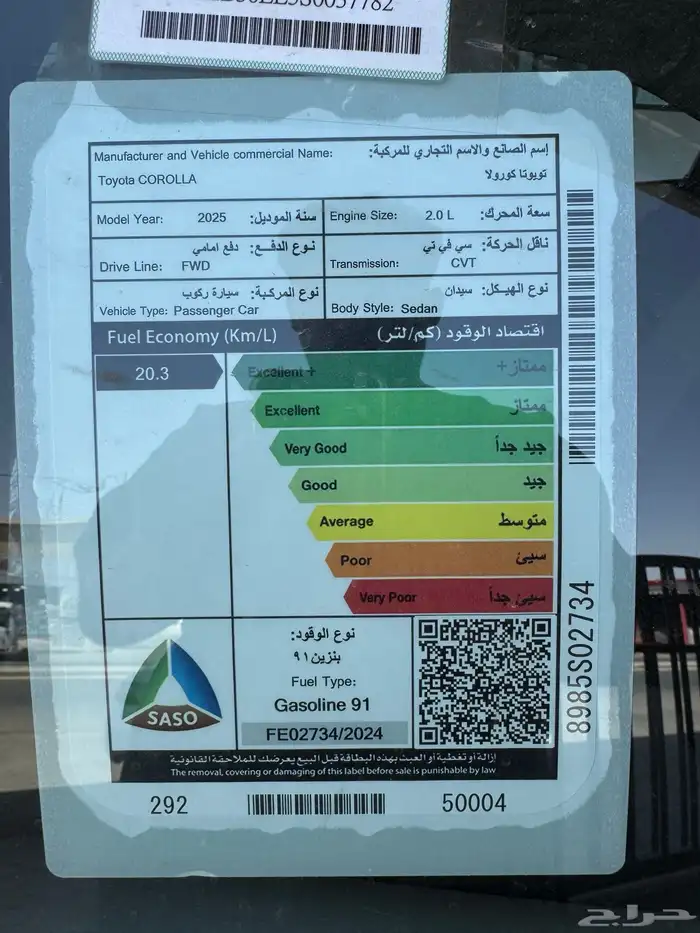 Manufacturer and Vehicle commercial Name: إسم الصانع والاسم التجاري للمركبة:
Toyota COROLLA تويوتا كورولا
Model Year: 2025 سنة الموديل:
Engine Size: 2.0 L سعة المحرك:
دفع امامي نوع الدفع:
Drive Line: FWD
سي في تي ناقل الحركة:
Transmission: CVT
سيارة ركوب نوع المركبة:
Vehicle Type: Passenger Car
سيدان نوع الهيكل:
Body Style: Sedan
Fuel Economy (Km/L) اقتصاد الوقود (كم/لتر)
20.3
Excellent + ممتاز+
Excellent ممتاز
Very Good جيد جداً
Good جيد
Average متوسط
Poor سيئ
Very Poor سيئ جداً
SASO
نوع الوقود:
بنزين ٩١
Fuel Type:
Gasoline 91
FE02734/2024
إزالة أو تغطية أو العبث بهذه البطاقة قبل البيع يعرضك للملاحقة القانونية
The removal, covering or damaging of this label before sale is punishable by law
292 50004
8985S02734
حراج